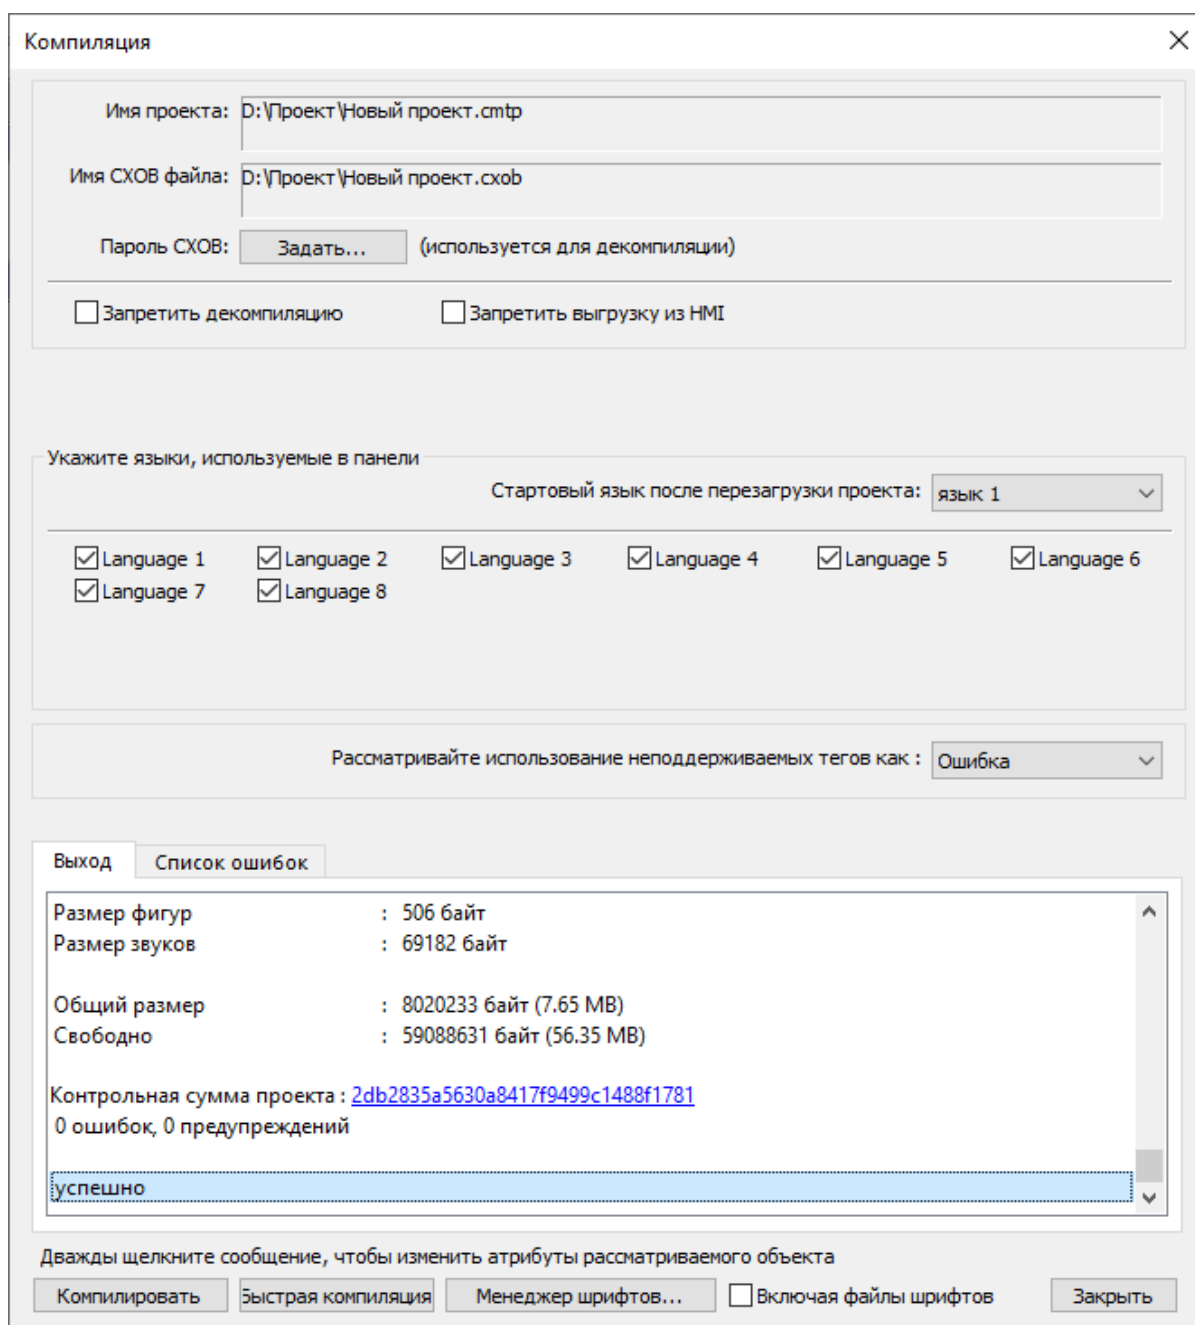 Компиляция
Имя проекта: D:\Проект\Новый проект.cmtp
Имя CXOB файла: D:\Проект\Новый проект.cxob
Пароль CXOB: Задать... (используется для декомпиляции)
Запретить декомпиляцию Запретить выгрузку из HMI
Укажите языки, используемые в панели
Стартовый язык после перезагрузки проекта: язык 1
Language 1 Language 2 Language 3 Language 4 Language 5 Language 6
Language 7 Language 8
Рассматривайте использование неподдерживаемых тегов как : Ошибка
Выход Список ошибок
Размер фигур : 506 байт
Размер звуков : 69182 байт
Общий размер : 8020233 байт (7.65 MB)
Свободно : 59088631 байт (56.35 MB)
Контрольная сумма проекта : 2db2835a5630a8417f9499c1488f1781
0 ошибок, 0 предупреждений
успешно
Дважды щелкните сообщение, чтобы изменить атрибуты рассматриваемого объекта
Компилировать Быстрая компиляция Менеджер шрифтов... Включая файлы шрифтов Закрыть